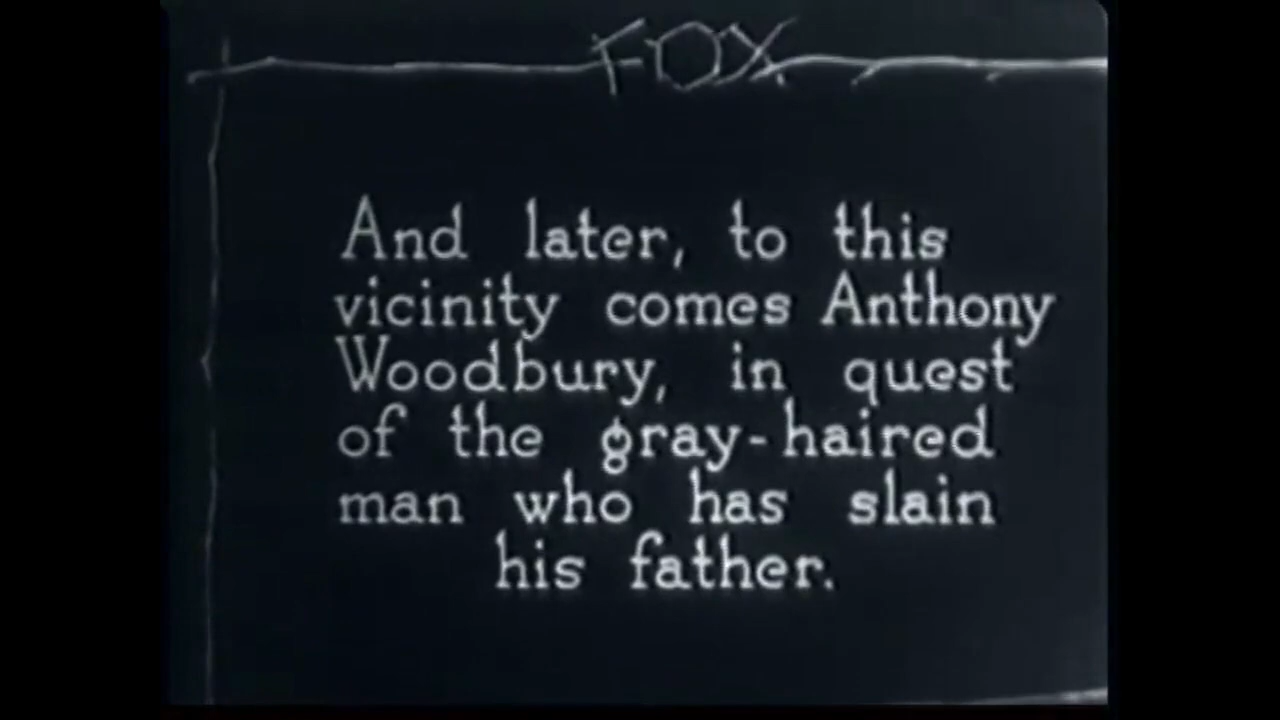 FOX
And later, to this
vicinity comes Anthony
Woodbury, in quest
of the gray-haired
man who has slain
his father.